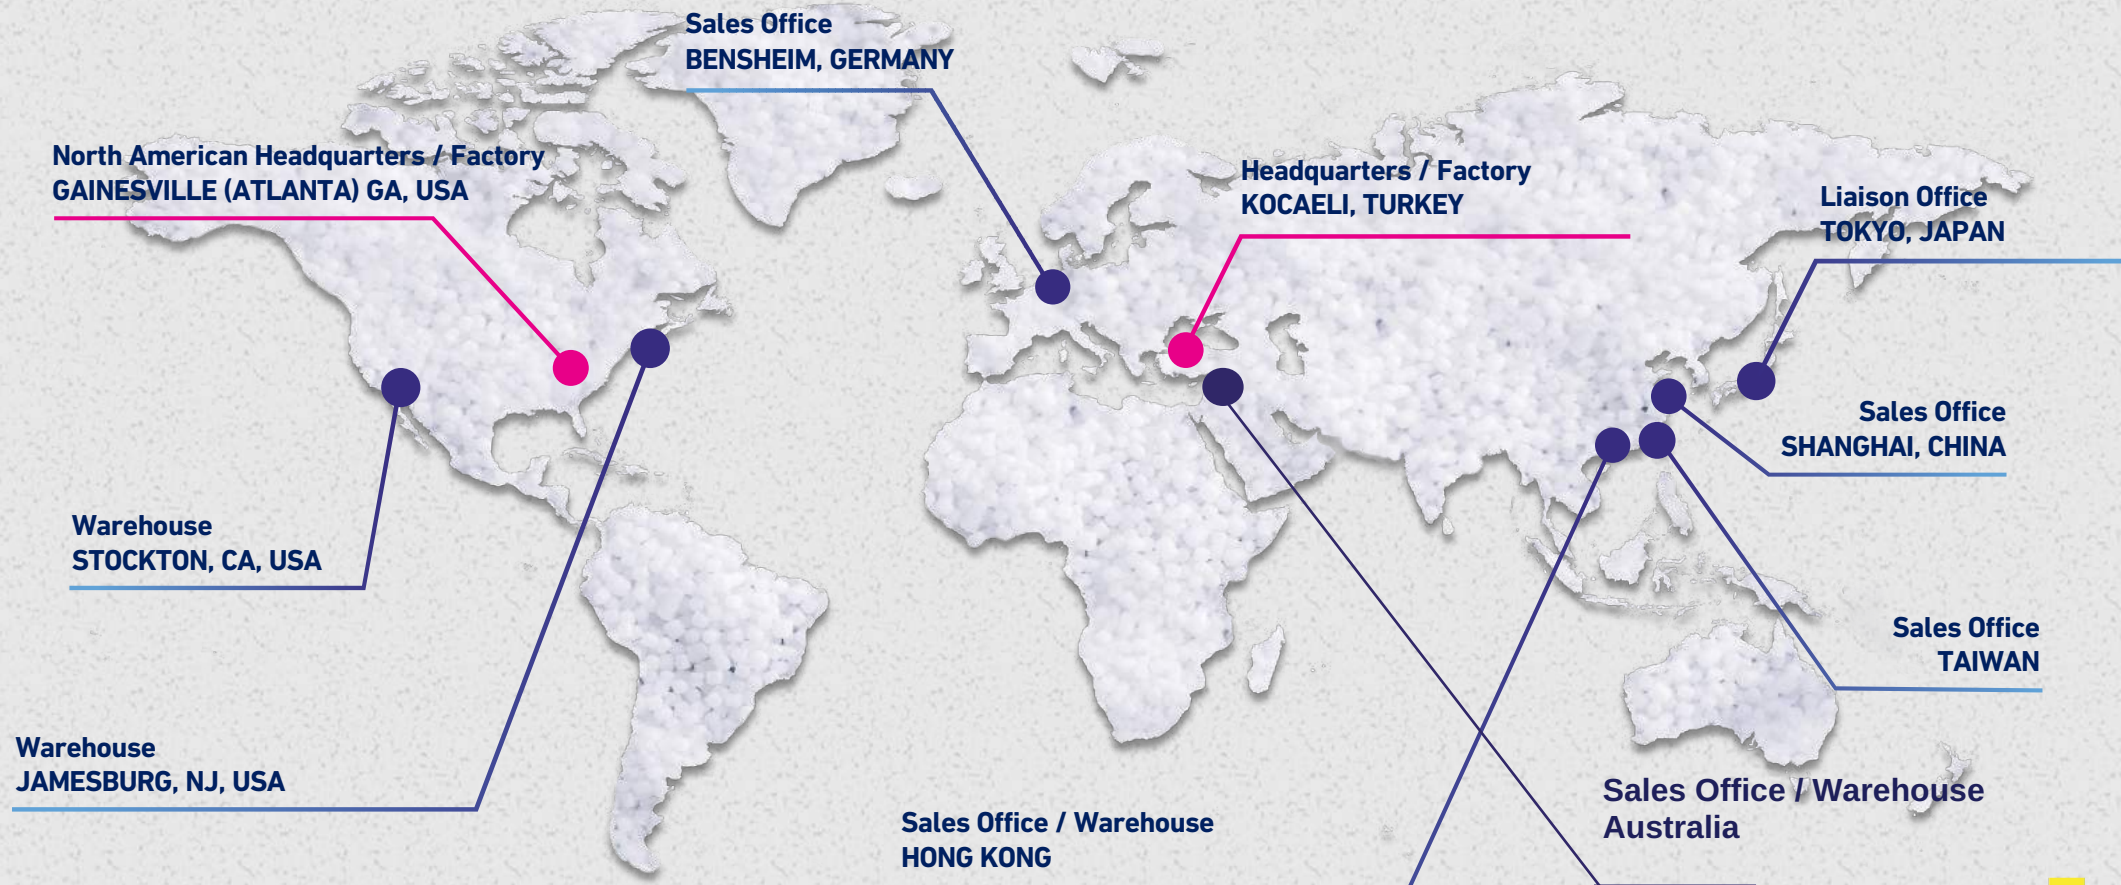 Sales Office
BENSHEIM, GERMANY
North American Headquarters / Factory
GAINESVILLE (ATLANTA) GA, USA
Headquarters / Factory
KOCAELI, TURKEY
Liaison Office
TOKYO, JAPAN
Sales Office
SHANGHAI, CHINA
Warehouse
STOCKTON, CA, USA
Sales Office
TAIWAN
Warehouse
JAMESBURG, NJ, USA
Sales Office / Warehouse
Australia
Sales Office / Warehouse
HONG KONG